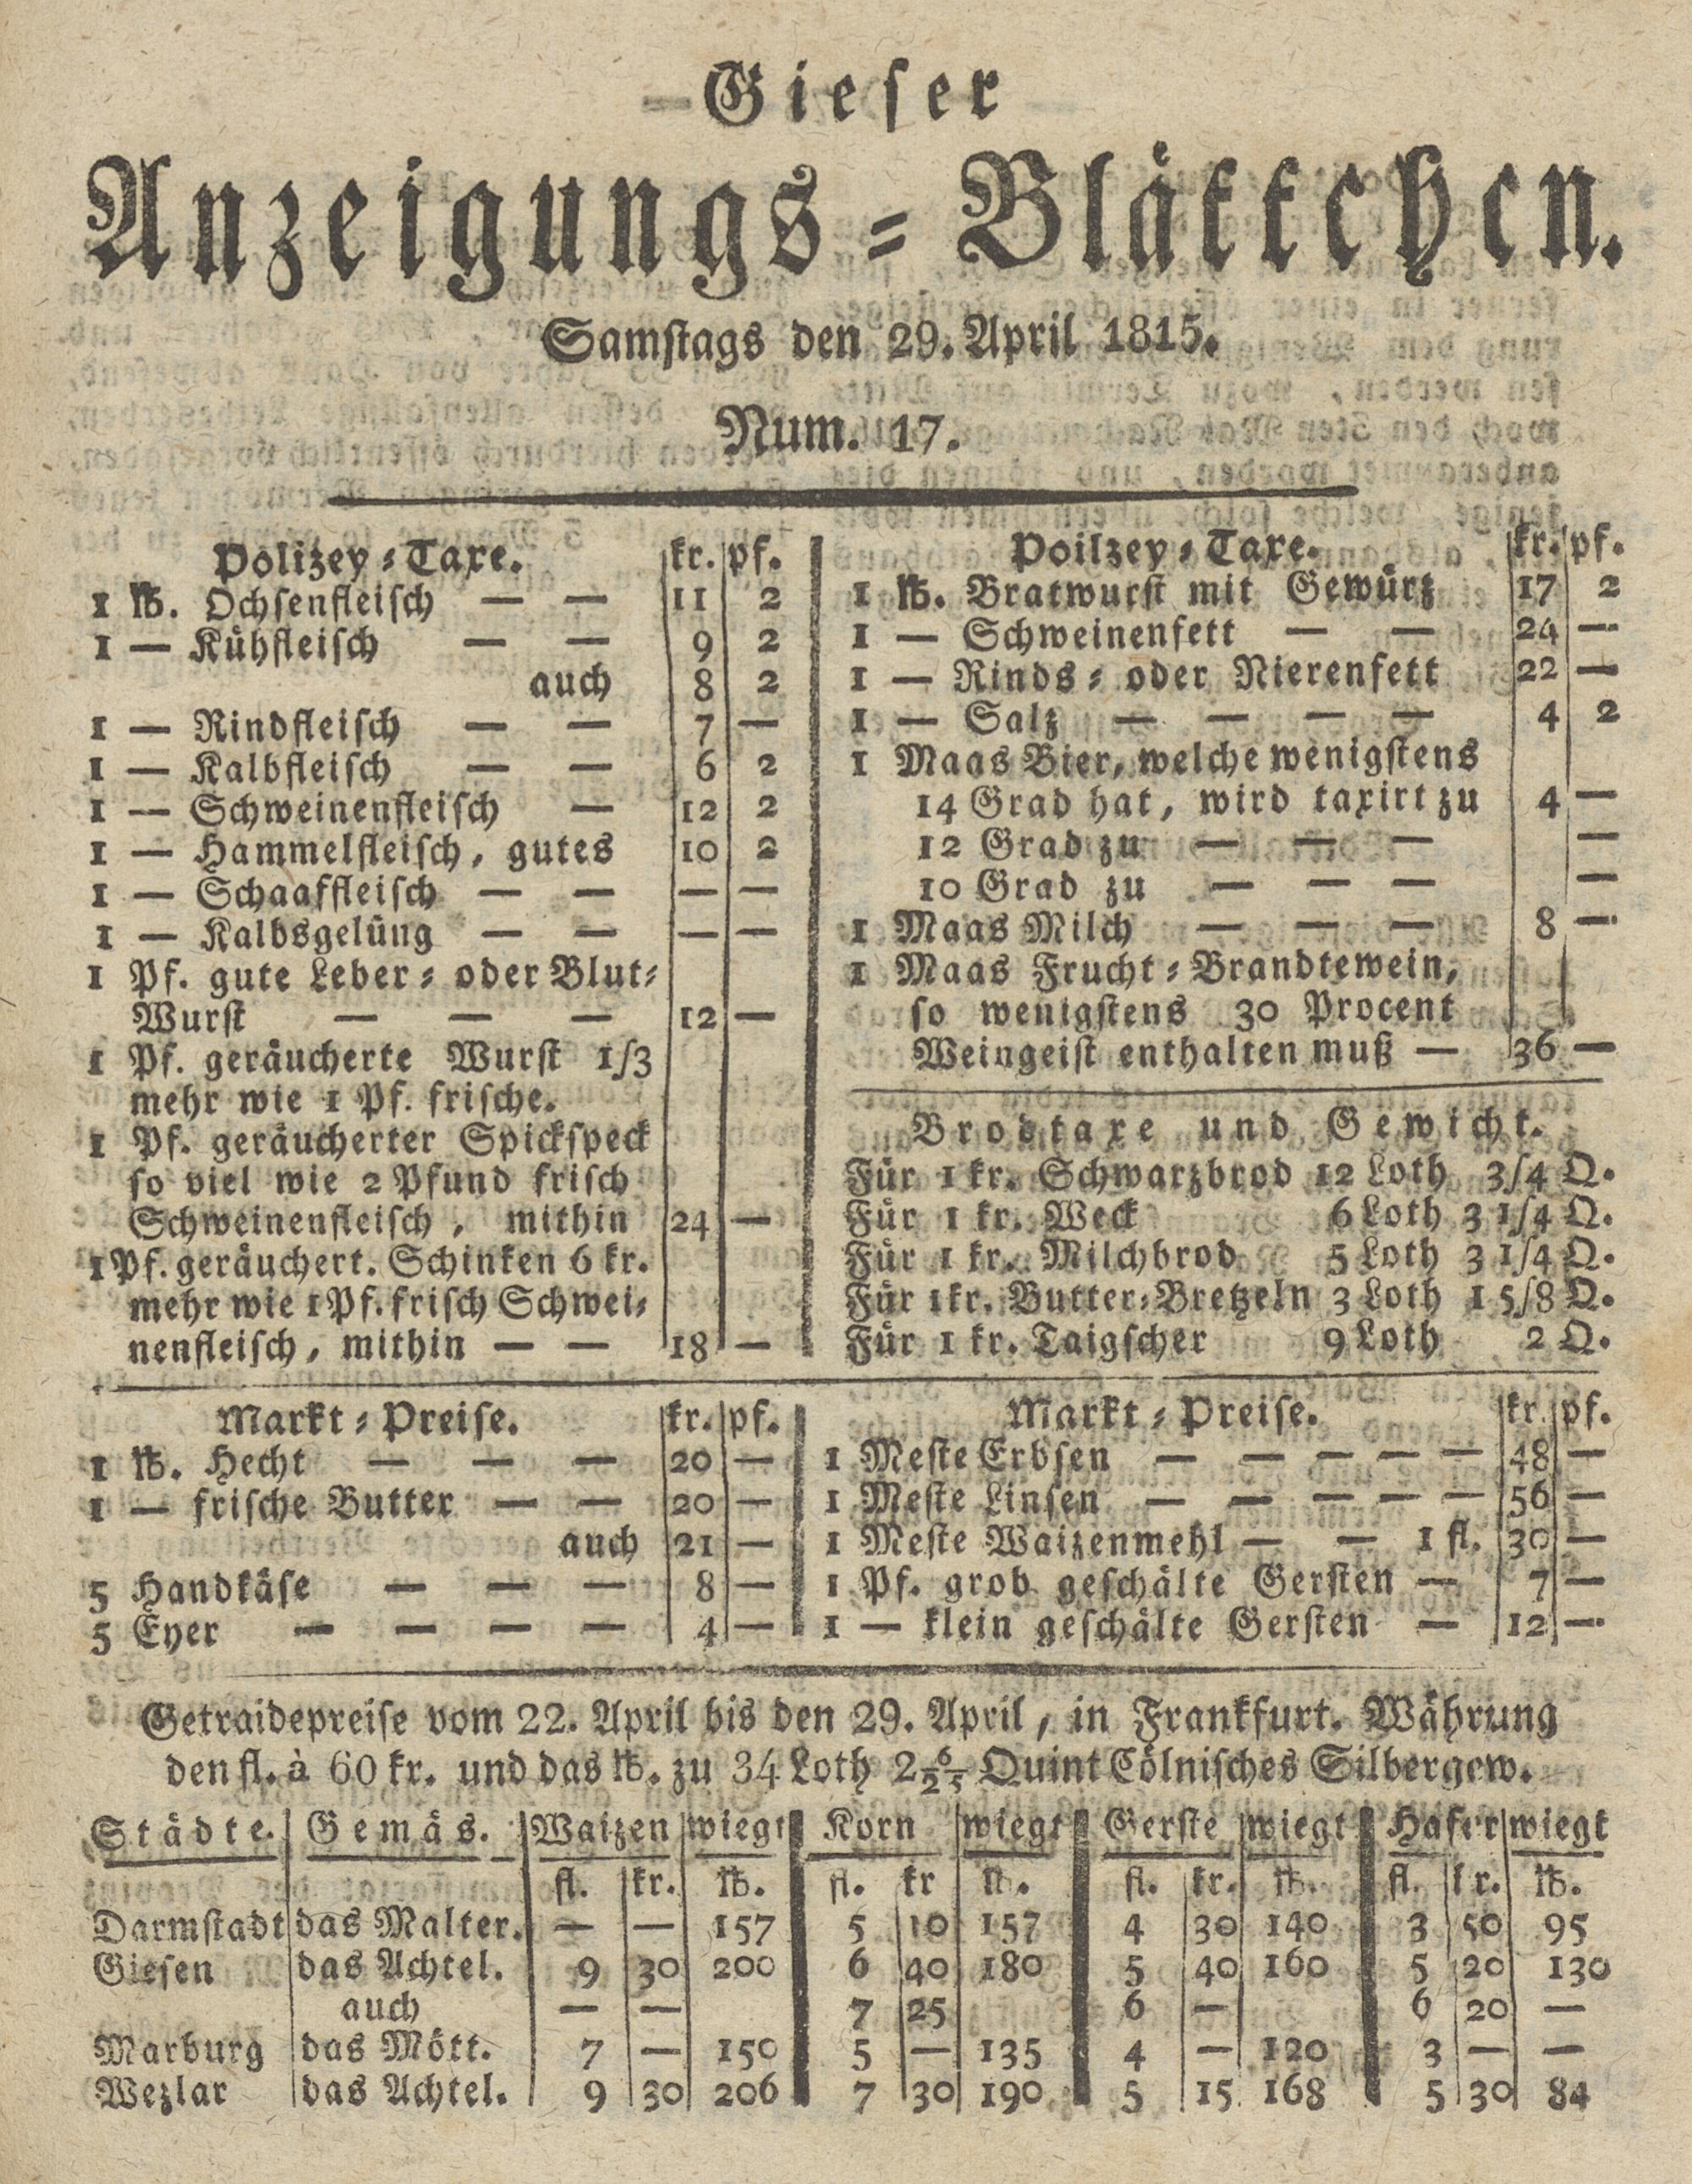 Gieser
Anzeigungs-Blättchen.
Samstags den 29. April 1815.
Num. 17.
Polizey-Taxe. kr. pf.
1 ℔. Ochsenfleisch — — 11 2
1 — Kühfleisch — — 9 2
auch 8 2
1 — Rindfleisch — — 7 —
1 — Kalbfleisch — — 6 2
1 — Schweinenfleisch — 12 2
1 — Hammelfleisch, gutes 10 2
1 — Schaaffleisch — — — —
1 — Kalbsgelüng — — — —
1 Pf. gute Leber- oder Blut-
Wurst — — — 12 —
1 Pf. geräucherte Wurst 1/3
mehr wie 1 Pf. frische.
1 Pf. geräucherter Spickspeck
so viel wie 2 Pfund frisch
Schweinenfleisch, mithin 24 —
1 Pf. geräuchert. Schinken 6 kr.
mehr wie 1 Pf. frisch Schwei-
nenfleisch, mithin — — 18 —
Poilzey-Taxe. kr. pf.
1 ℔. Bratwurst mit Gewürtz 17 2
1 — Schweinenfett — — 24 —
1 — Rinds- oder Nierenfett 22 —
1 — Salz — — — — 4 2
1 Maas Bier, welche wenigstens
14 Grad hat, wird taxirt zu 4 —
12 Grad zu — — — —
10 Grad zu — — — —
1 Maas Milch — — — 8 —
1 Maas Frucht-Brandtewein,
so wenigstens 30 Procent
Weingeist enthalten muß — 36 —
Brodtaxe und Gewicht.
Für 1 kr. Schwarzbrod 12 Loth 3/4 Q.
Für 1 kr. Weck 6 Loth 3 1/4 Q.
Für 1 kr. Milchbrod 5 Loth 3 1/4 Q.
Für 1 kr. Butter-Bretzeln 3 Loth 1 5/8 Q.
Für 1 kr. Taigscher 9 Loth 2 Q.
Markt-Preise. kr. pf.
1 ℔. Hecht — — — 20 —
1 — frische Butter — — 20 —
auch 21 —
5 Handkäse — — — 8 —
5 Eyer — — — — 4 —
Markt-Preise. kr. pf.
1 Meste Erbsen — — — — — 48 —
1 Meste Linsen — — — — — 56 —
1 Meste Waizenmehl — — 1 fl. 30 —
1 Pf. grob geschälte Gersten — 7 —
1 — klein geschälte Gersten — 12 —
Getraidepreise vom 22. April bis den 29. April, in Frankfurt. Währung
den fl. à 60 kr. und das ℔. zu 34 Loth 2 6/25 Quint Cölnisches Silbergew.
Städte. Gemäs. Waizen wiegt Korn wiegt Gerste wiegt Hafer wiegt
fl. kr. ℔. fl. kr ℔. fl. kr. ℔. fl. kr. ℔.
Darmstadt das Malter. — — 157 5 10 157 4 30 140 3 50 95
Giesen das Achtel. 9 30 200 6 40 180 5 40 160 5 20 130
auch — — 7 25 6 — 6 20 —
Marburg das Mött. 7 — 150 5 — 135 4 — 120 3 — —
Wezlar das Achtel. 9 30 206 7 30 190 5 15 168 5 30 84